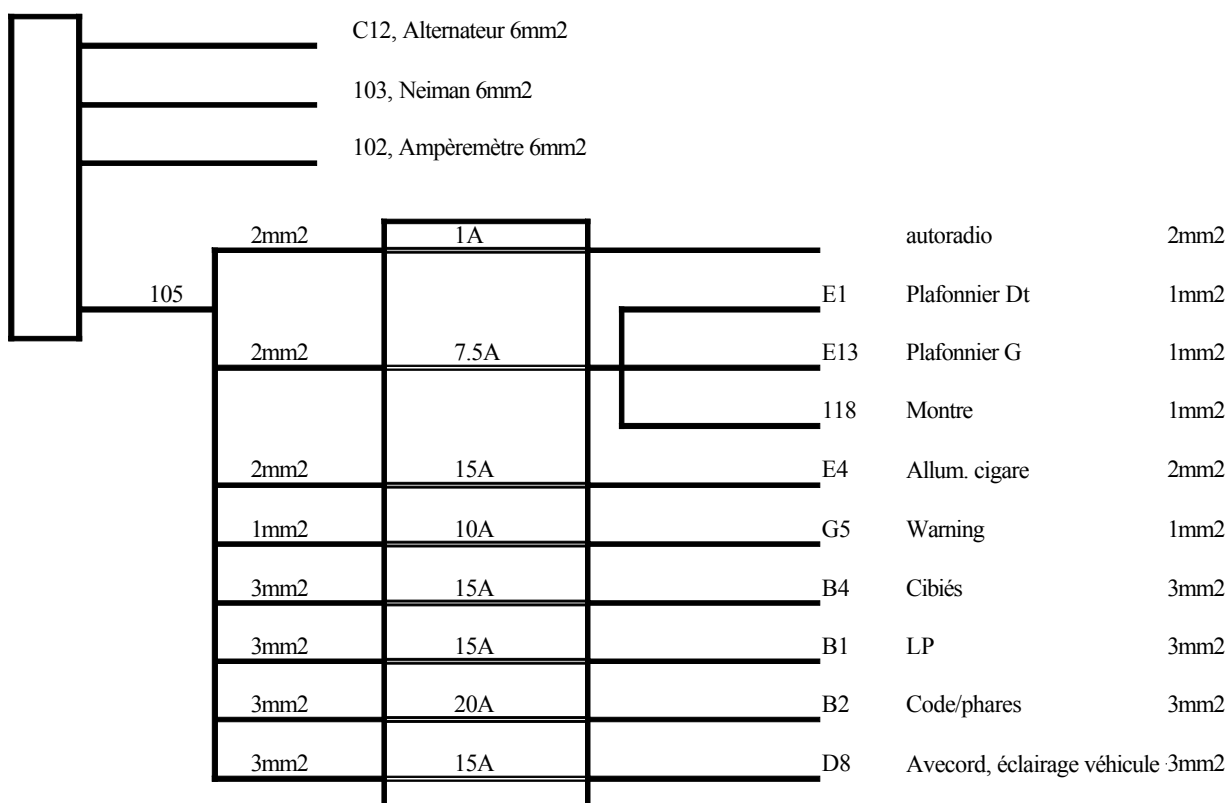 C12, Alternateur 6mm2
103, Neiman 6mm2
102, Ampèremètre 6mm2
2mm2 1A autoradio 2mm2
105 E1 Plafonnier Dt 1mm2
2mm2 7.5A E13 Plafonnier G 1mm2
118 Montre 1mm2
2mm2 15A E4 Allum. cigare 2mm2
1mm2 10A G5 Warning 1mm2
3mm2 15A B4 Cibiés 3mm2
3mm2 15A B1 LP 3mm2
3mm2 20A B2 Code/phares 3mm2
3mm2 15A D8 Avecord, éclairage véhicule 3mm2